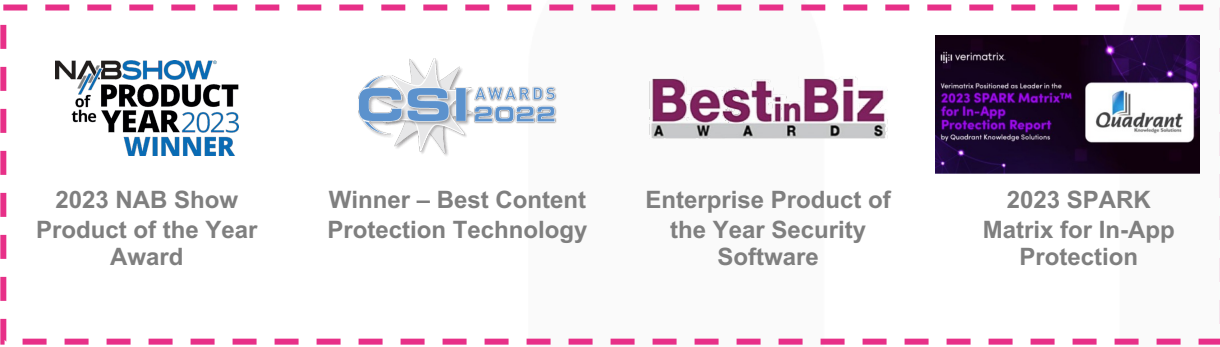 NABSHOW®
of PRODUCT
the YEAR 2023
WINNER
2023 NAB Show
Product of the Year
Award
CSI AWARDS
2022
Winner – Best Content
Protection Technology
BestinBiz
AWARDS
Enterprise Product of
the Year Security
Software
verimatrix
Verimatrix Positioned as Leader in the
2023 SPARK Matrix™
for In-App
Protection Report
by Quadrant Knowledge Solutions
Quadrant
Knowledge Solutions
2023 SPARK
Matrix for In-App
Protection